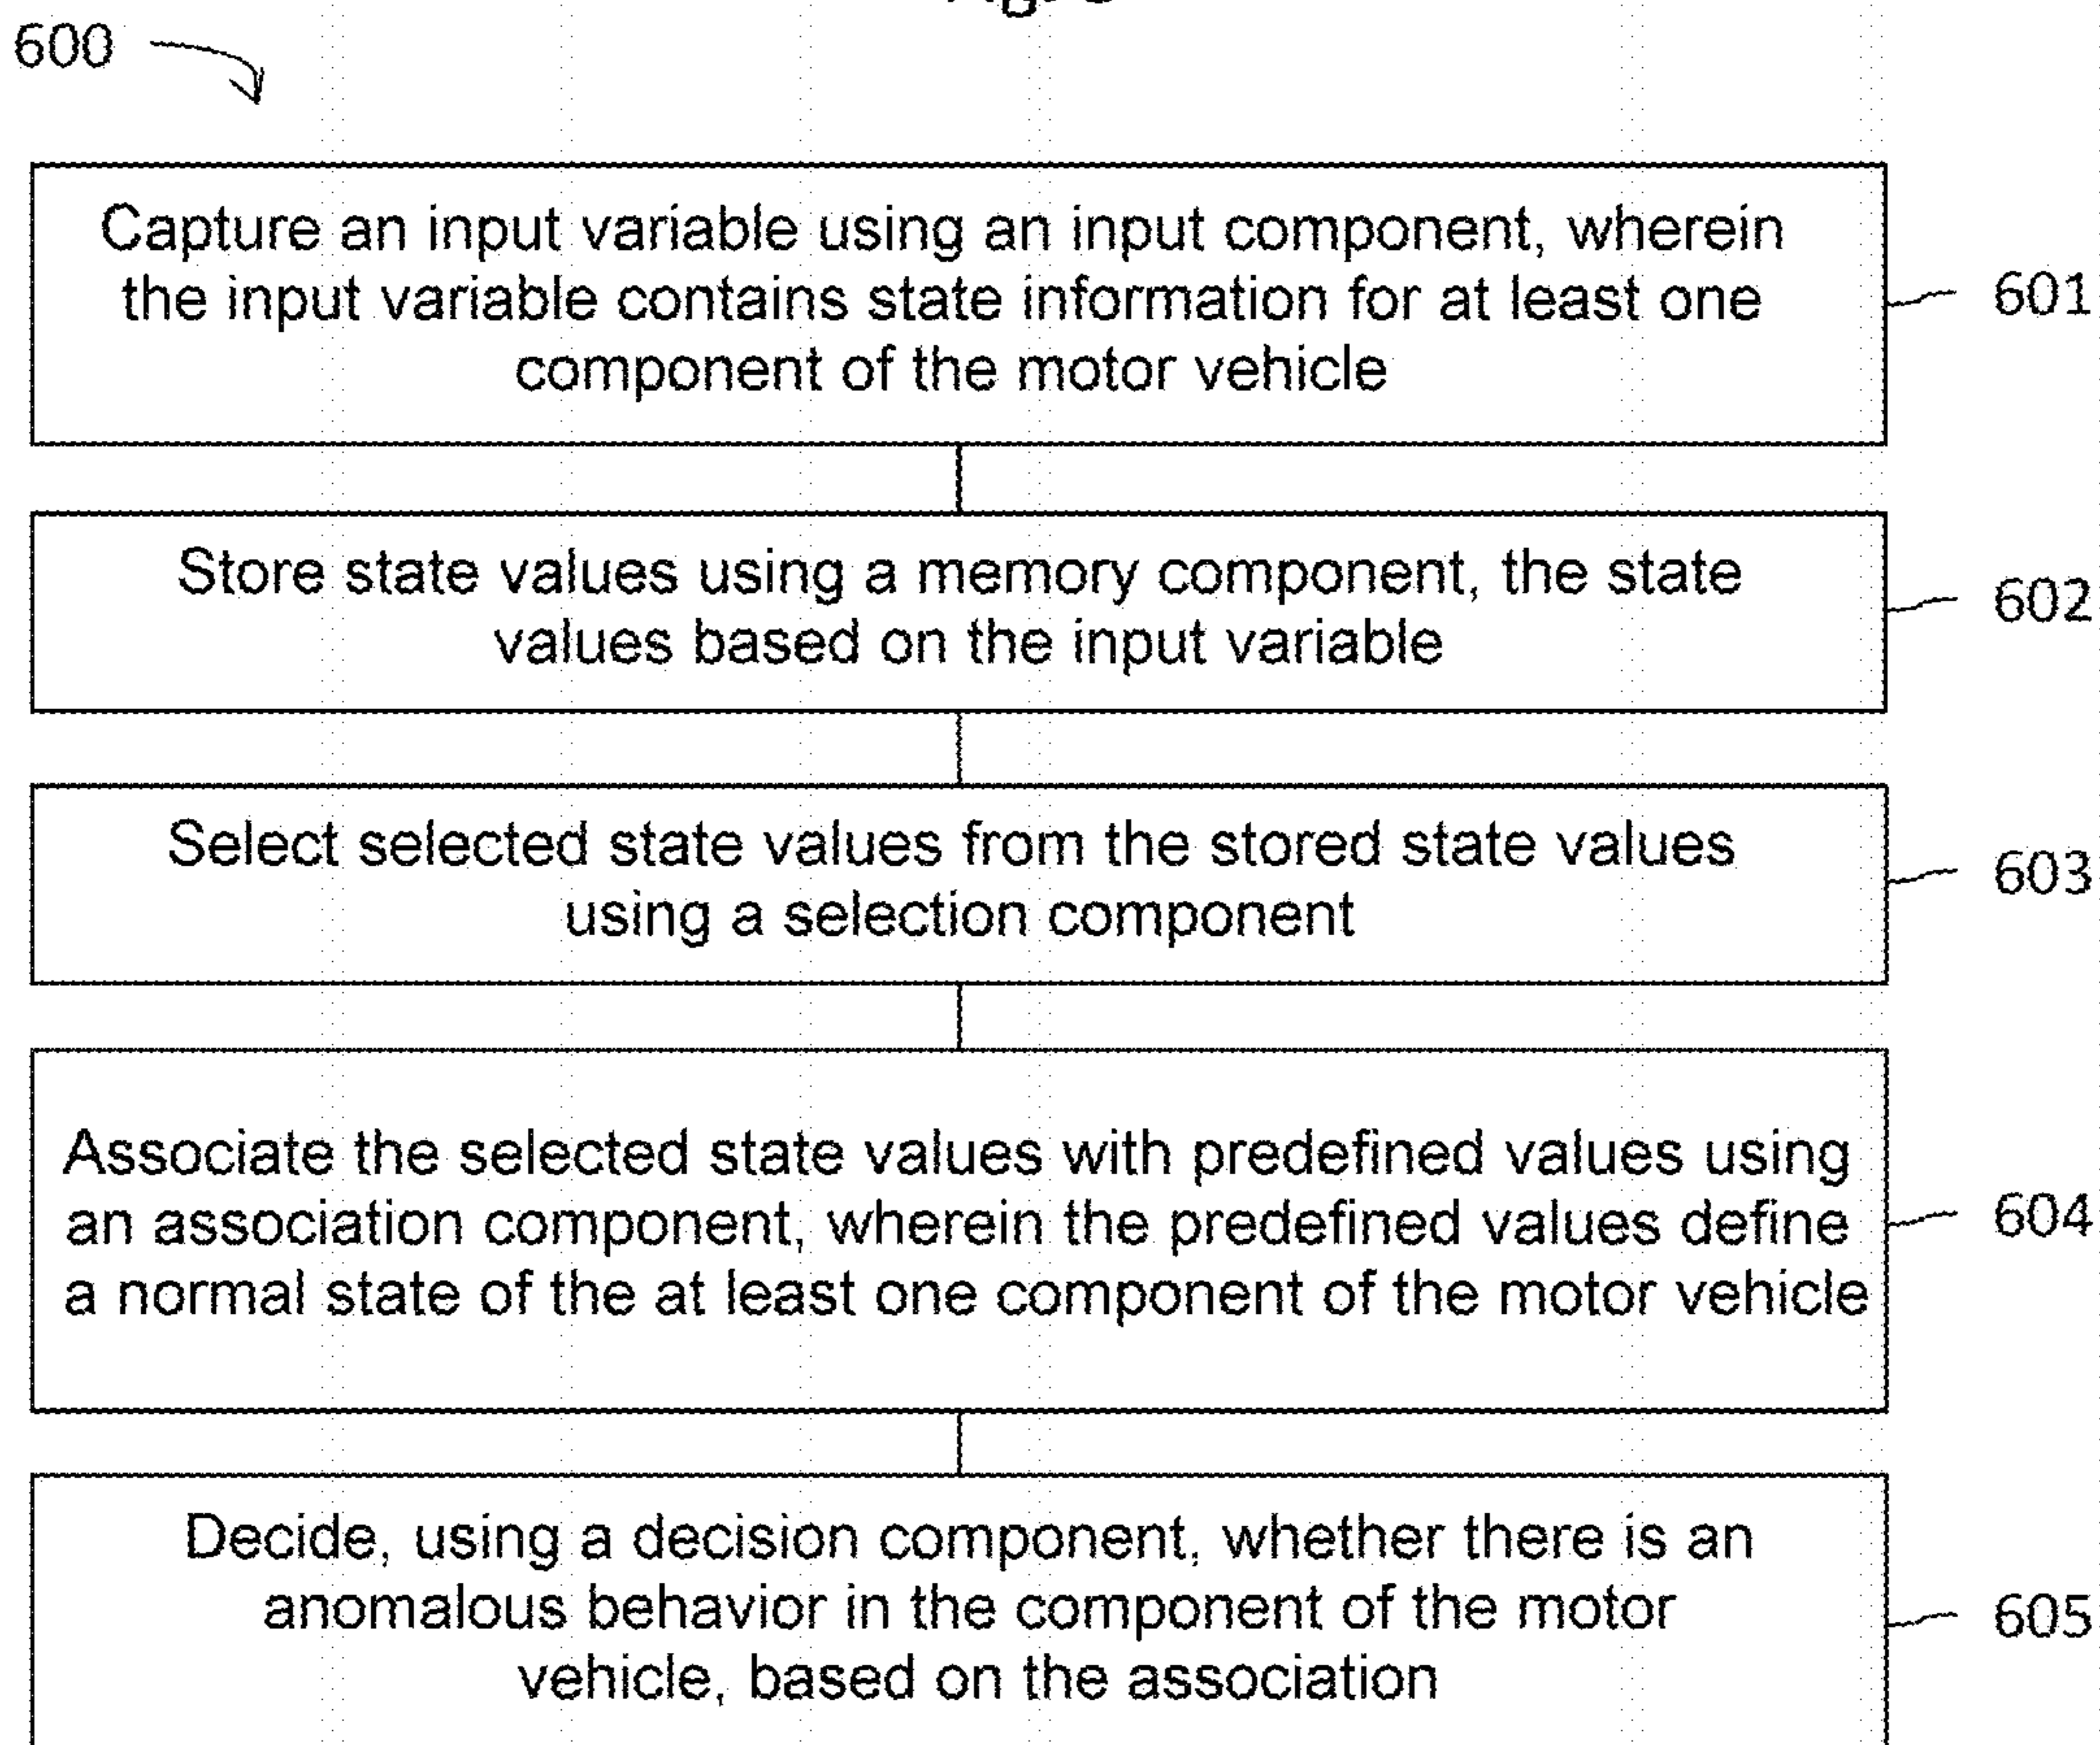 600
Capture an input variable using an input component, wherein
the input variable contains state information for at least one
component of the motor vehicle
601
Store state values using a memory component, the state
values based on the input variable
602
Select selected state values from the stored state values
using a selection component
603
Associate the selected state values with predefined values using
an association component, wherein the predefined values define
a normal state of the at least one component of the motor vehicle
604
Decide, using a decision component, whether there is an
anomalous behavior in the component of the motor
vehicle, based on the association
605